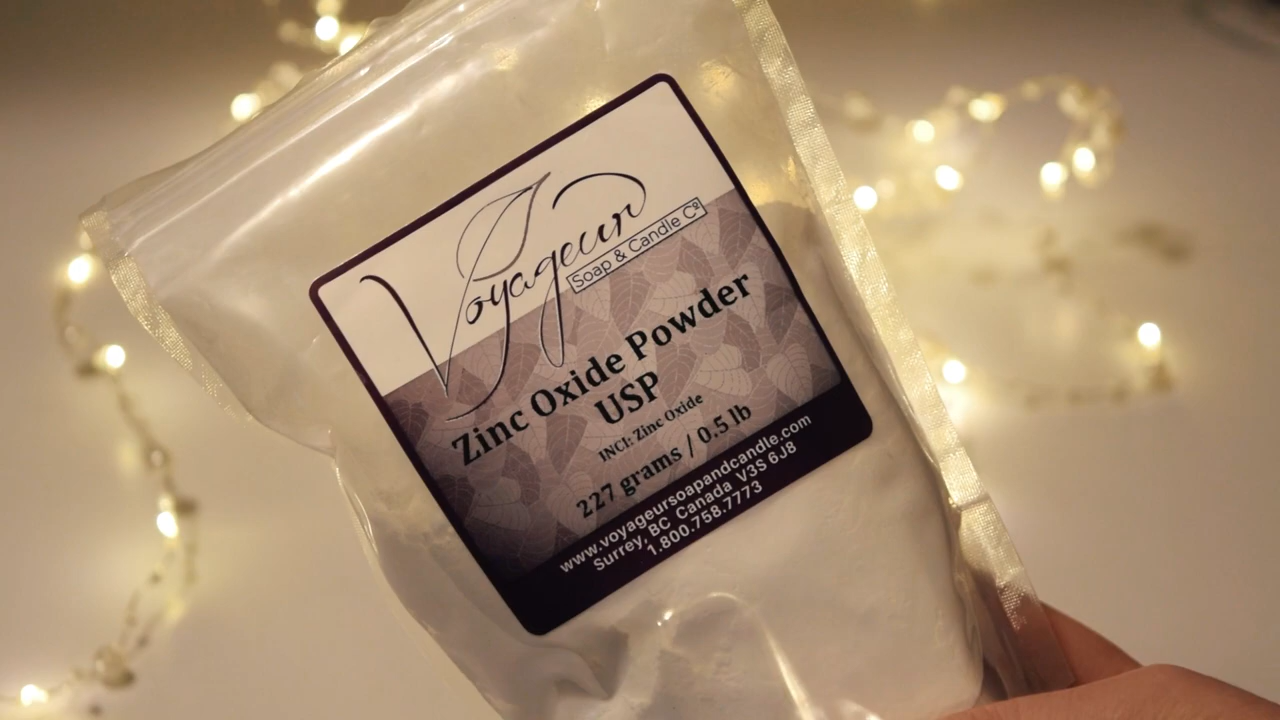 Voyageur
Soap & Candle Cº
Zinc Oxide Powder
USP
INCI: Zinc Oxide
227 grams / 0.5 lb
www.voyageursoapandcandle.com
Surrey, BC Canada V3S 6J8
1.800.758.7773